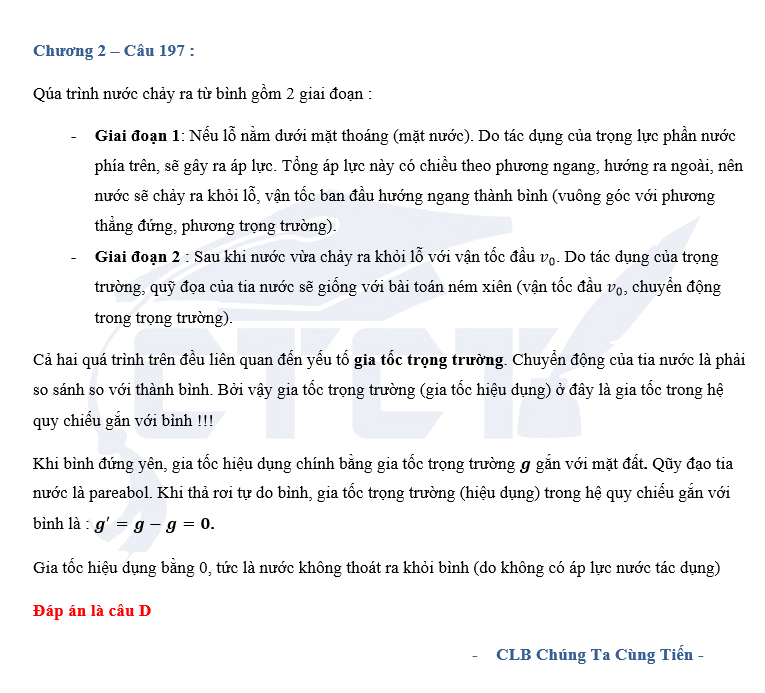 Chương 2 – Câu 197 :
Qúa trình nước chảy ra từ bình gồm 2 giai đoạn :
- Giai đoạn 1: Nếu lỗ nằm dưới mặt thoáng (mặt nước). Do tác dụng của trọng lực phần nước
phía trên, sẽ gây ra áp lực. Tổng áp lực này có chiều theo phương ngang, hướng ra ngoài, nên
nước sẽ chảy ra khỏi lỗ, vận tốc ban đầu hướng ngang thành bình (vuông góc với phương
thẳng đứng, phương trọng trường).
- Giai đoạn 2 : Sau khi nước vừa chảy ra khỏi lỗ với vận tốc đầu v₀. Do tác dụng của trọng
trường, quỹ đọa của tia nước sẽ giống với bài toán ném xiên (vận tốc đầu v₀, chuyển động
trong trọng trường).
Cả hai quá trình trên đều liên quan đến yếu tố gia tốc trọng trường. Chuyển động của tia nước là phải
so sánh so với thành bình. Bởi vậy gia tốc trọng trường (gia tốc hiệu dụng) ở đây là gia tốc trong hệ
quy chiếu gắn với bình !!!
Khi bình đứng yên, gia tốc hiệu dụng chính bằng gia tốc trọng trường g gắn với mặt đất. Qũy đạo tia
nước là pareabol. Khi thả rơi tự do bình, gia tốc trọng trường (hiệu dụng) trong hệ quy chiếu gắn với
bình là : g′ = g − g = 0.
Gia tốc hiệu dụng bằng 0, tức là nước không thoát ra khỏi bình (do không có áp lực nước tác dụng)
Đáp án là câu D
- CLB Chúng Ta Cùng Tiến -
CTCT